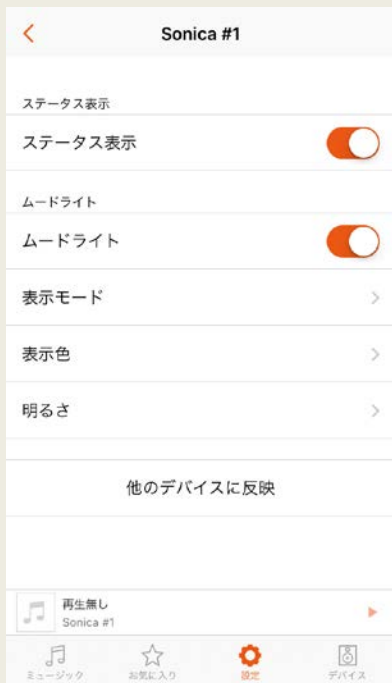 Sonica #1
ステータス表示
ステータス表示
ムードライト
ムードライト
表示モード
表示色
明るさ
他のデバイスに反映
再生無し
Sonica #1
ミュージック お気に入り 設定 デバイス